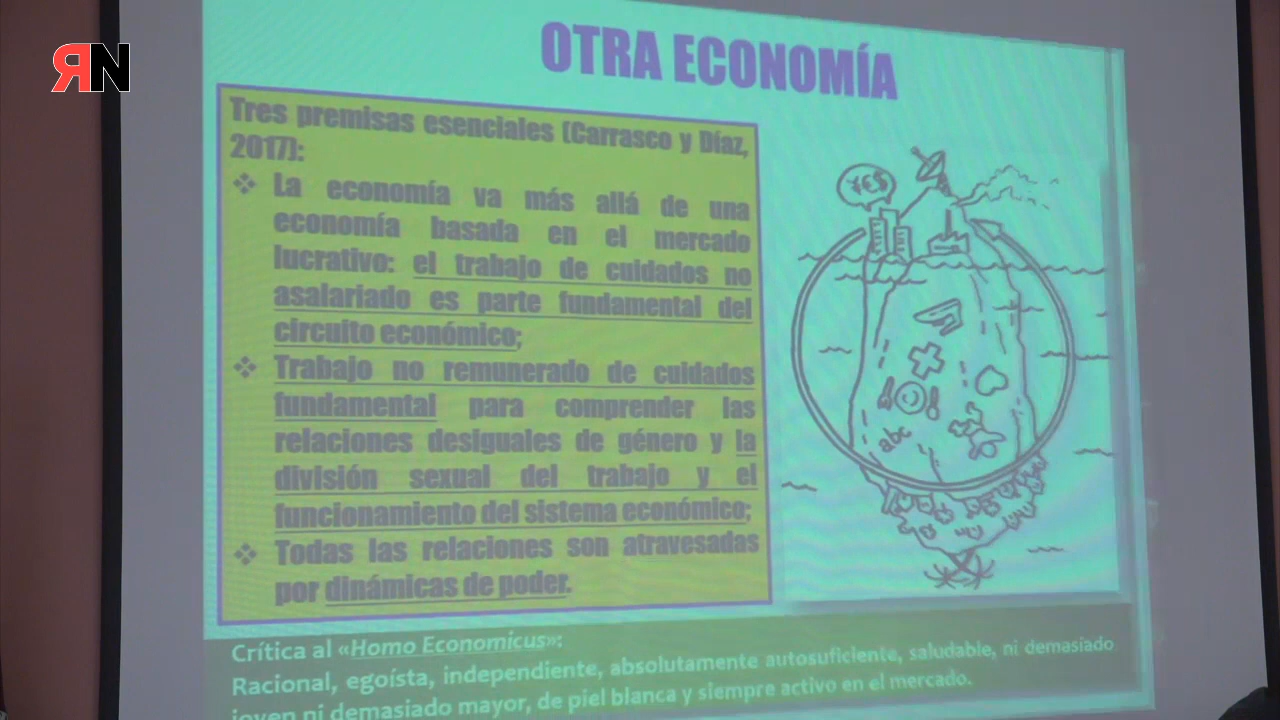 ЯN
OTRA ECONOMÍA
Tres premisas esenciales (Carrasco y Díaz,
2017):
❖ La economía va más allá de una
economía basada en el mercado
lucrativo: el trabajo de cuidados no
asalariado es parte fundamental del
circuito económico;
❖ Trabajo no remunerado de cuidados
fundamental para comprender las
relaciones desiguales de género y la
división sexual del trabajo y el
funcionamiento del sistema económico;
❖ Todas las relaciones son atravesadas
por dinámicas de poder.
¥€$
abc
Crítica al «Homo Economicus»:
Racional, egoísta, independiente, absolutamente autosuficiente, saludable, ni demasiado
joven ni demasiado mayor, de piel blanca y siempre activo en el mercado.